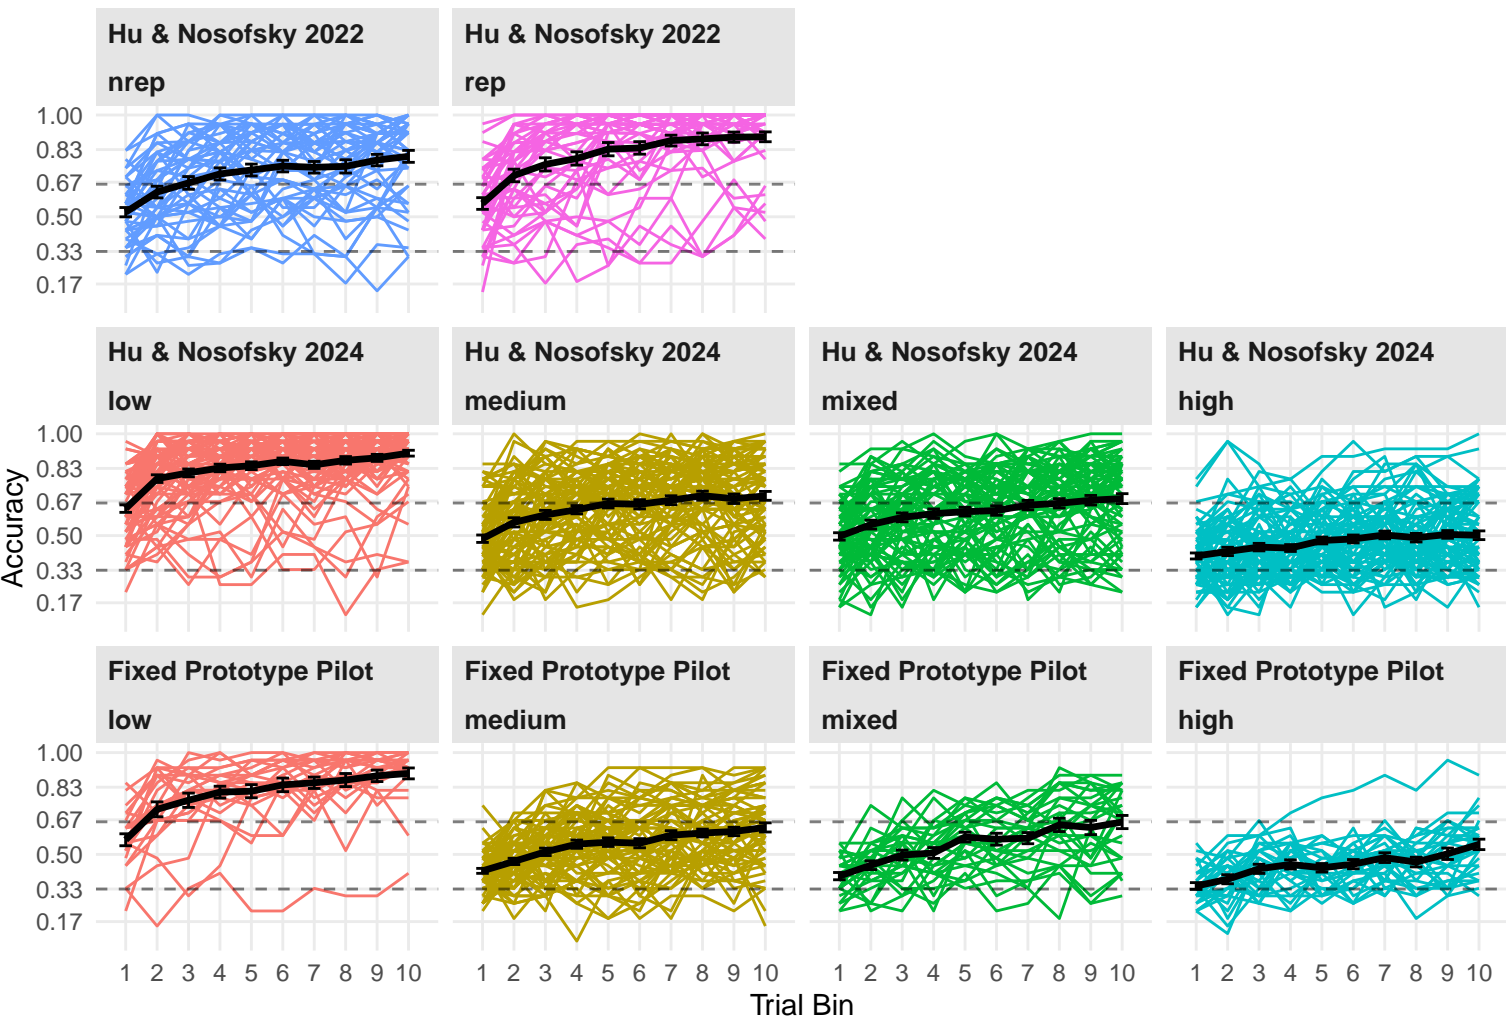 Hu & Nosofsky 2022
nrep
Hu & Nosofsky 2022
rep
1.00
0.83
0.67
0.50
0.33
0.17
Hu & Nosofsky 2024
low
Hu & Nosofsky 2024
medium
Hu & Nosofsky 2024
mixed
Hu & Nosofsky 2024
high
1.00
0.83
0.67
0.50
0.33
0.17
Accuracy
Fixed Prototype Pilot
low
Fixed Prototype Pilot
medium
Fixed Prototype Pilot
mixed
Fixed Prototype Pilot
high
1.00
0.83
0.67
0.50
0.33
0.17
1 2 3 4 5 6 7 8 9 10
1 2 3 4 5 6 7 8 9 10
1 2 3 4 5 6 7 8 9 10
1 2 3 4 5 6 7 8 9 10
Trial Bin